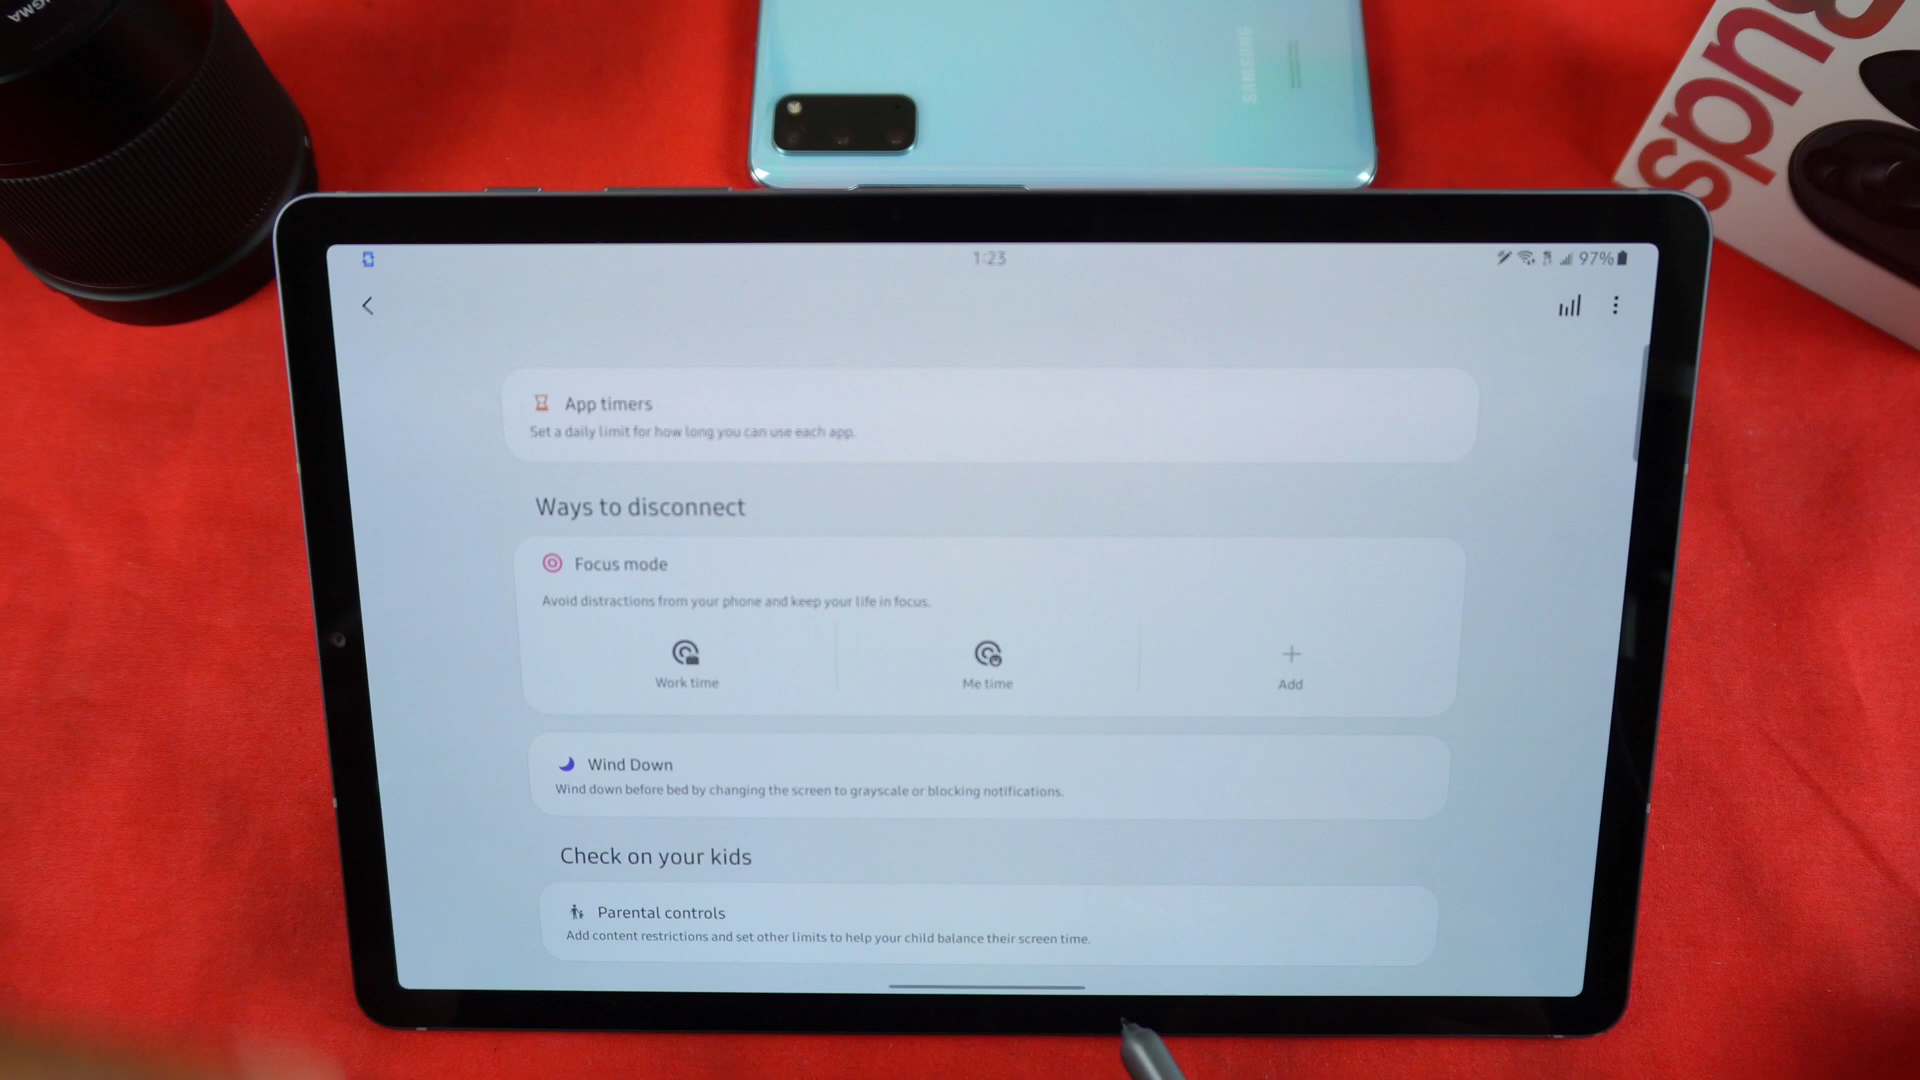 SIGMA
SAMSUNG
Buds
1:23
97%
App timers
Set a daily limit for how long you can use each app.
Ways to disconnect
Focus mode
Avoid distractions from your phone and keep your life in focus.
Work time
Me time
Add
Wind Down
Wind down before bed by changing the screen to grayscale or blocking notifications.
Check on your kids
Parental controls
Add content restrictions and set other limits to help your child balance their screen time.